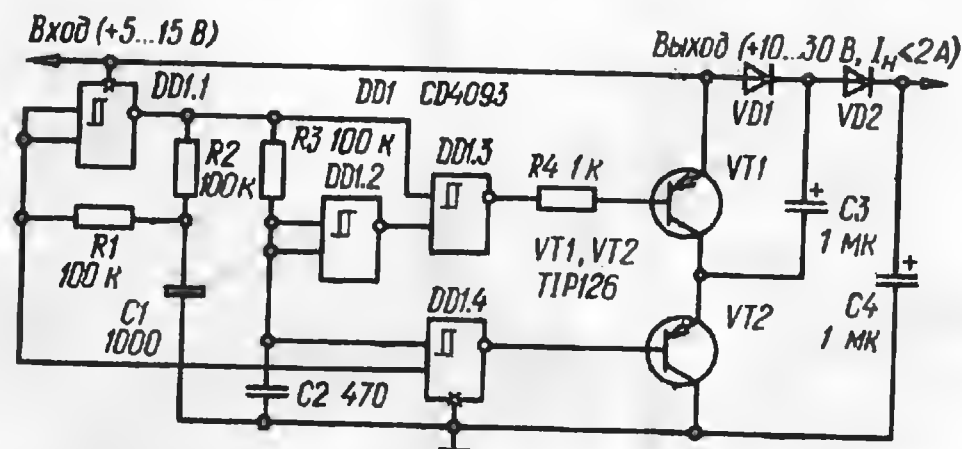 Вход (+5...15 В)
Выход (+10...30 В, Iн<2А)
DD1.1
DD1 CD4093
VD1
VD2
R2
100к
R3 100 к
DD1.2
DD1.3
R4 1 к
VT1
R1
100 к
VT1, VT2
TIP126
+
C3
1 мк
+
C4
1 мк
C1
1000
DD1.4
VT2
C2 470